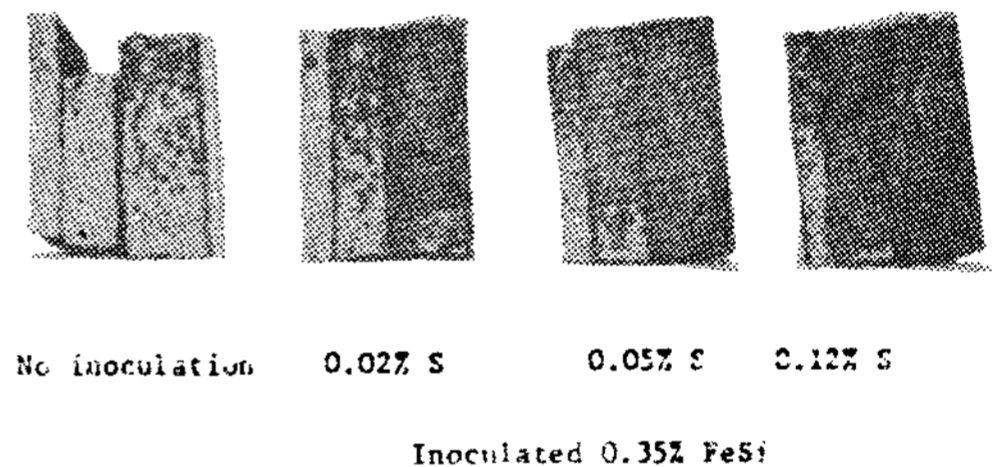 No inoculation 0.02% S 0.05% S 0.12% S
Inoculated 0.35% FeSi